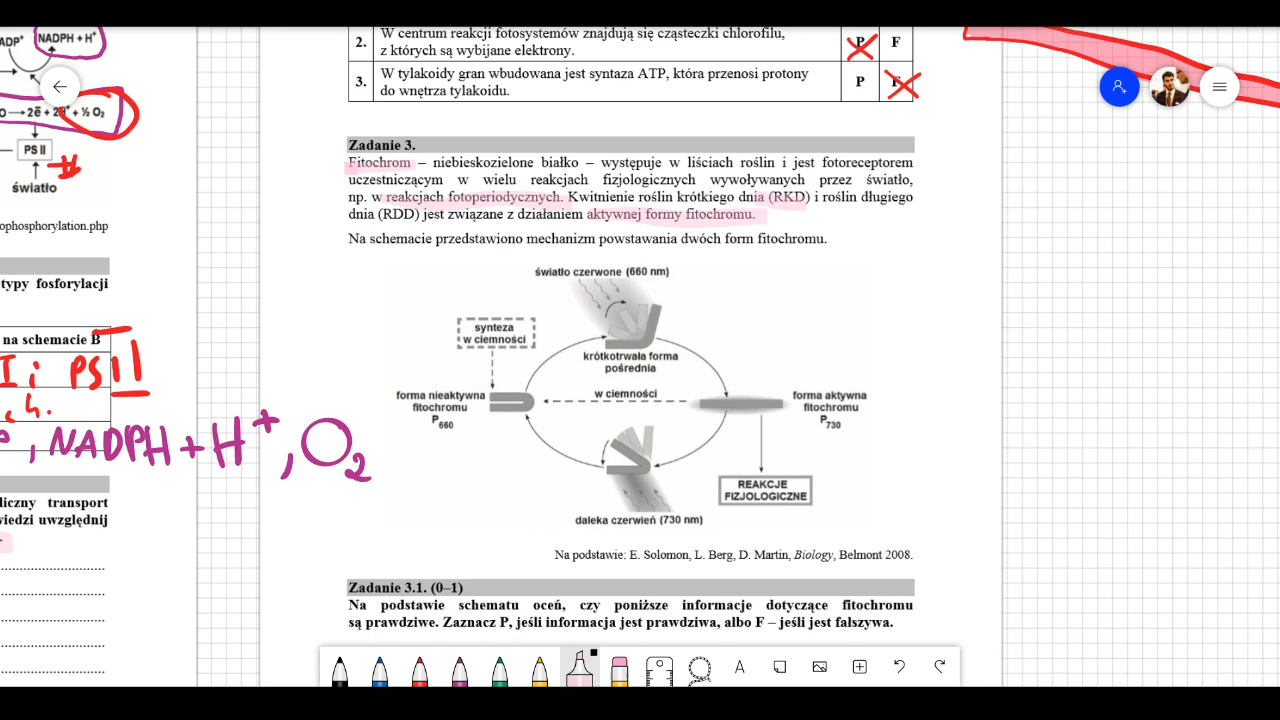 ADP⁺
NADPH + H⁺
O → 2ē + 2H⁺ + ½ O₂
PS II
światło
ophosphorylation.php
typy fosforylacji
na schemacie B
I i PS II
ch.
, NADPH + H⁺, O₂
liczny transport
wiedzi uwzględnij
2. W centrum reakcji fotosystemów znajdują się cząsteczki chlorofilu, z których są wybijane elektrony. P F
3. W tylakoidy gran wbudowana jest syntaza ATP, która przenosi protony do wnętrza tylakoidu. P F
Zadanie 3.
Fitochrom – niebieskozielone białko – występuje w liściach roślin i jest fotoreceptorem
uczestniczącym w wielu reakcjach fizjologicznych wywoływanych przez światło,
np. w reakcjach fotoperiodycznych. Kwitnienie roślin krótkiego dnia (RKD) i roślin długiego
dnia (RDD) jest związane z działaniem aktywnej formy fitochromu.
Na schemacie przedstawiono mechanizm powstawania dwóch form fitochromu.
światło czerwone (660 nm)
synteza
w ciemności
krótkotrwała forma
pośrednia
forma nieaktywna
fitochromu
P₆₆₀
w ciemności
forma aktywna
fitochromu
P₇₃₀
REAKCJE
FIZJOLOGICZNE
daleka czerwień (730 nm)
Na podstawie: E. Solomon, L. Berg, D. Martin, Biology, Belmont 2008.
Zadanie 3.1. (0–1)
Na podstawie schematu oceń, czy poniższe informacje dotyczące fitochromu
są prawdziwe. Zaznacz P, jeśli informacja jest prawdziwa, albo F – jeśli jest fałszywa.
A